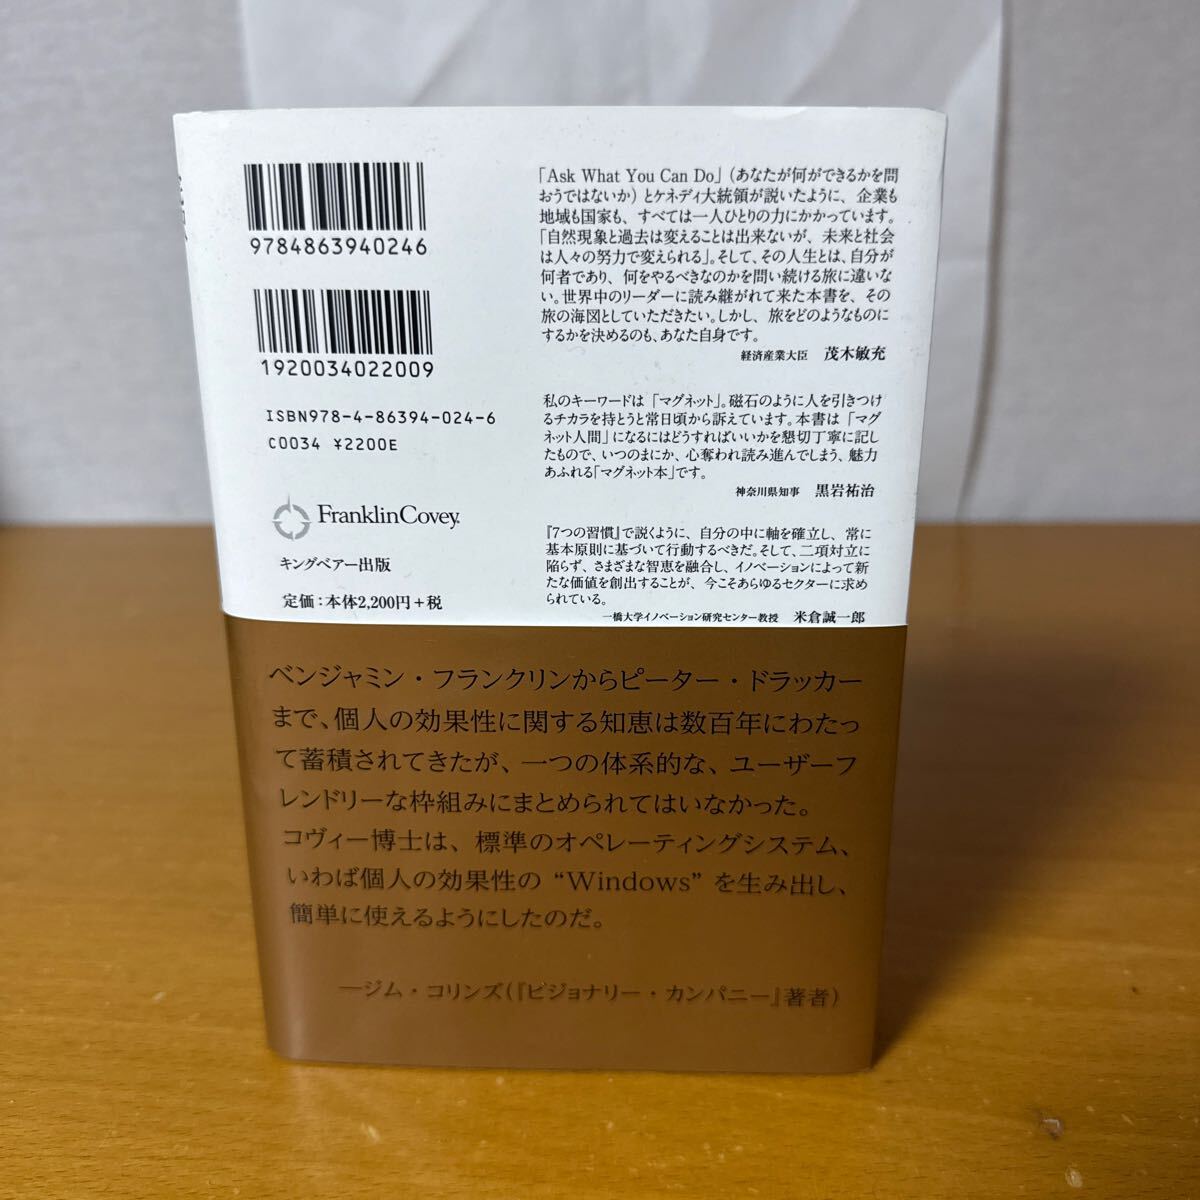 9784863940246
1920034022009
ISBN978-4-86394-024-6
C0034 ¥2200E
FranklinCovey
キングベアー出版
定価：本体2,200円＋税
「Ask What You Can Do」（あなたが何ができるかを問
おうではないか）とケネディ大統領が説いたように、企業も
地域も国家も、すべては一人ひとりの力にかかっています。
「自然現象と過去は変えることは出来ないが、未来と社会
は人々の努力で変えられる」。そして、その人生とは、自分が
何者であり、何をやるべきなのかを問い続ける旅に違いな
い。世界中のリーダーに読み継がれて来た本書を、その
旅の海図としていただきたい。しかし、旅をどのようなものに
するかを決めるのも、あなた自身です。
経済産業大臣 茂木敏充
私のキーワードは「マグネット」。磁石のように人を引きつけ
るチカラを持とうと常日頃から訴えています。本書は「マグ
ネット人間」になるにはどうすればいいかを懇切丁寧に記し
たもので、いつのまにか、心奪われ読み進んでしまう、魅力
あふれる「マグネット本」です。
神奈川県知事 黒岩祐治
『7つの習慣』で説くように、自分の中に軸を確立し、常に
基本原則に基づいて行動するべきだ。そして、二項対立に
陥らず、さまざまな智恵を融合し、イノベーションによって新
たな価値を創出することが、今こそあらゆるセクターに求め
られている。
一橋大学イノベーション研究センター教授 米倉誠一郎
ベンジャミン・フランクリンからピーター・ドラッカー
まで、個人の効果性に関する知恵は数百年にわたっ
て蓄積されてきたが、一つの体系的な、ユーザーフ
レンドリーな枠組みにまとめられてはいなかった。
コヴィー博士は、標準のオペレーティングシステム、
いわば個人の効果性の“Windows”を生み出し、
簡単に使えるようにしたのだ。
―ジム・コリンズ（『ビジョナリー・カンパニー』著者）